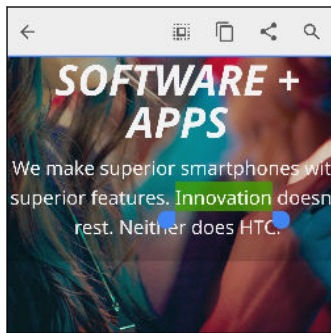 SOFTWARE +
APPS
We make superior smartphones wit
superior features. Innovation doesn
rest. Neither does HTC.